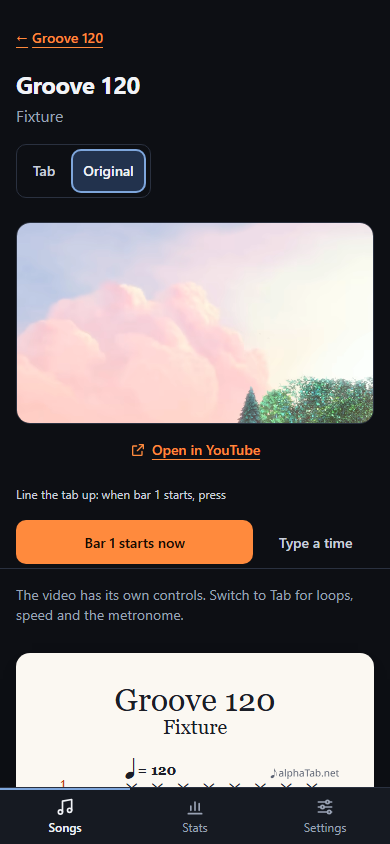 ← Groove 120
Groove 120
Fixture
Tab Original
Open in YouTube
Line the tab up: when bar 1 starts, press
Bar 1 starts now Type a time
The video has its own controls. Switch to Tab for loops,
speed and the metronome.
Groove 120
Fixture
= 120
alphaTab.net
1
Songs Stats Settings